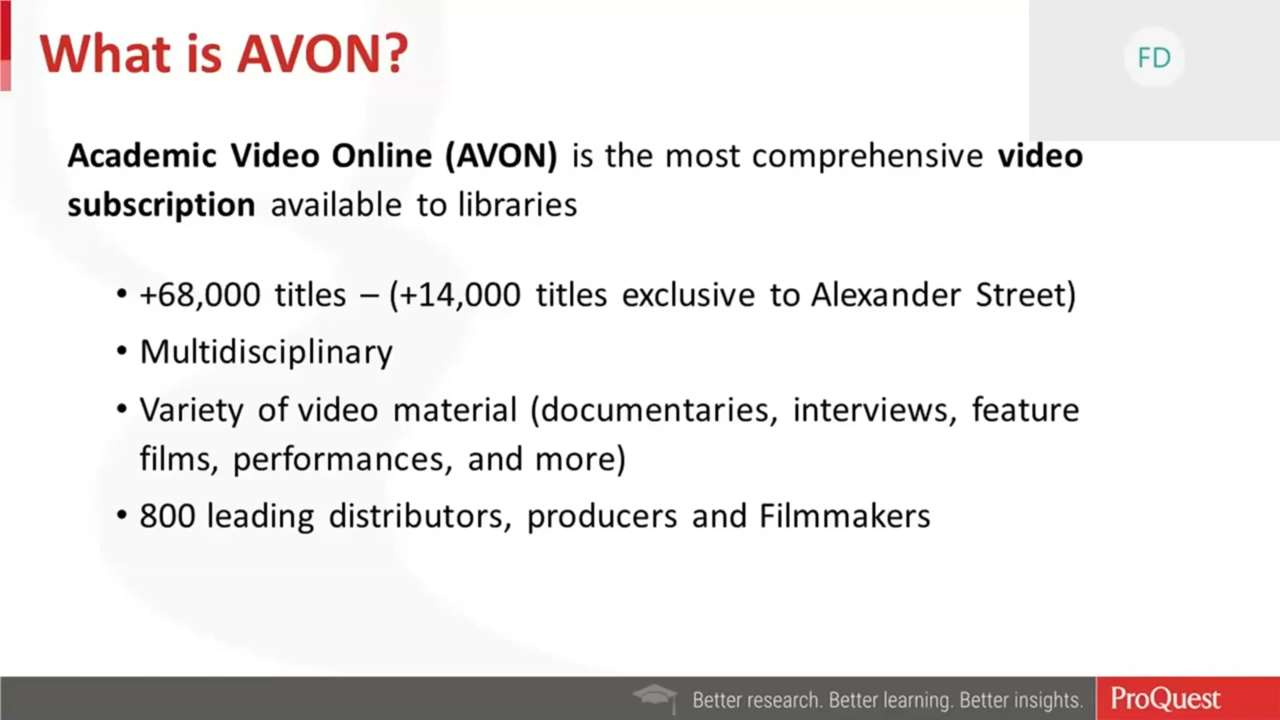 What is AVON?
FD
Academic Video Online (AVON) is the most comprehensive video
subscription available to libraries
• +68,000 titles – (+14,000 titles exclusive to Alexander Street)
• Multidisciplinary
• Variety of video material (documentaries, interviews, feature
films, performances, and more)
• 800 leading distributors, producers and Filmmakers
Better research. Better learning. Better insights.
ProQuest